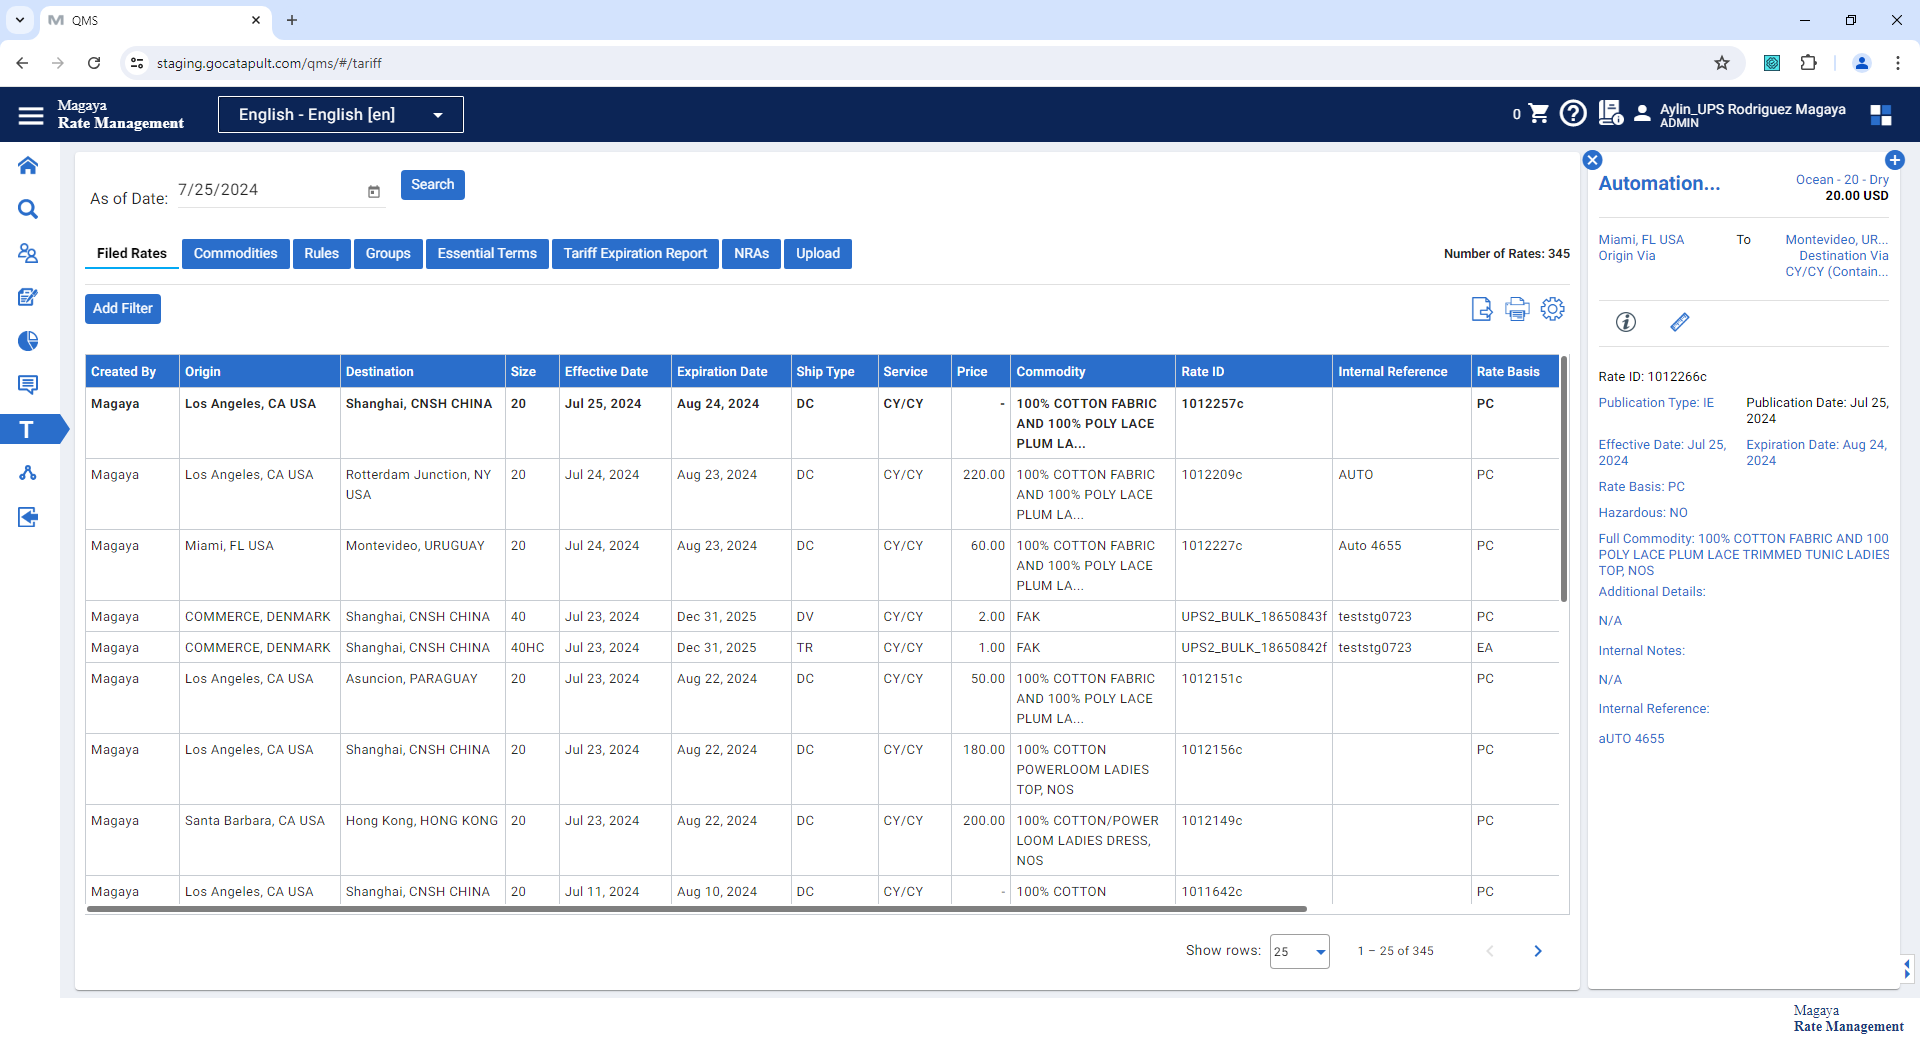 QMS
staging.gocatapult.com/qms/#/tariff
Magaya
Rate Management
English - English [en]
0
Aylin_UPS Rodriguez Magaya
ADMIN
As of Date: 7/25/2024
Search
Filed Rates Commodities Rules Groups Essential Terms Tariff Expiration Report NRAs Upload
Number of Rates: 345
Add Filter
Created By Origin Destination Size Effective Date Expiration Date Ship Type Service Price Commodity Rate ID Internal Reference Rate Basis
Magaya Los Angeles, CA USA Shanghai, CNSH CHINA 20 Jul 25, 2024 Aug 24, 2024 DC CY/CY - 100% COTTON FABRIC 1012257c PC
AND 100% POLY LACE
PLUM LA...
Magaya Los Angeles, CA USA Rotterdam Junction, NY 20 Jul 24, 2024 Aug 23, 2024 DC CY/CY 220.00 100% COTTON FABRIC 1012209c AUTO PC
USA AND 100% POLY LACE
PLUM LA...
Magaya Miami, FL USA Montevideo, URUGUAY 20 Jul 24, 2024 Aug 23, 2024 DC CY/CY 60.00 100% COTTON FABRIC 1012227c Auto 4655 PC
AND 100% POLY LACE
PLUM LA...
Magaya COMMERCE, DENMARK Shanghai, CNSH CHINA 40 Jul 23, 2024 Dec 31, 2025 DV CY/CY 2.00 FAK UPS2_BULK_18650843f teststg0723 PC
Magaya COMMERCE, DENMARK Shanghai, CNSH CHINA 40HC Jul 23, 2024 Dec 31, 2025 TR CY/CY 1.00 FAK UPS2_BULK_18650842f teststg0723 EA
Magaya Los Angeles, CA USA Asuncion, PARAGUAY 20 Jul 23, 2024 Aug 22, 2024 DC CY/CY 50.00 100% COTTON FABRIC 1012151c PC
AND 100% POLY LACE
PLUM LA...
Magaya Los Angeles, CA USA Shanghai, CNSH CHINA 20 Jul 23, 2024 Aug 22, 2024 DC CY/CY 180.00 100% COTTON 1012156c PC
POWERLOOM LADIES
TOP, NOS
Magaya Santa Barbara, CA USA Hong Kong, HONG KONG 20 Jul 23, 2024 Aug 22, 2024 DC CY/CY 200.00 100% COTTON/POWER 1012149c PC
LOOM LADIES DRESS,
NOS
Magaya Los Angeles, CA USA Shanghai, CNSH CHINA 20 Jul 11, 2024 Aug 10, 2024 DC CY/CY - 100% COTTON 1011642c PC
Show rows: 25 1 – 25 of 345
T
Automation... Ocean - 20 - Dry
20.00 USD
Miami, FL USA To Montevideo, UR...
Origin Via Destination Via
CY/CY (Contain...
Rate ID: 1012266c
Publication Type: IE Publication Date: Jul 25,
2024
Effective Date: Jul 25, Expiration Date: Aug 24,
2024 2024
Rate Basis: PC
Hazardous: NO
Full Commodity: 100% COTTON FABRIC AND 100
POLY LACE PLUM LACE TRIMMED TUNIC LADIES
TOP, NOS
Additional Details:
N/A
Internal Notes:
N/A
Internal Reference:
aUTO 4655
Magaya
Rate Management